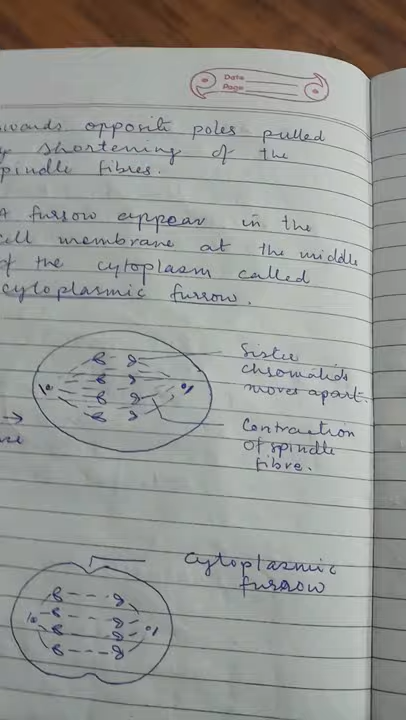 Date
Page
wards opposite poles pulled
y shortening of the
pindle fibres.
A furrow appear in the
cell membrane at the middle
of the cytoplasm called
cytoplasmic furrow.
Sister
chromatids
moves apart.
Contraction
of spindle
fibre.
Cytoplasmic
furrow